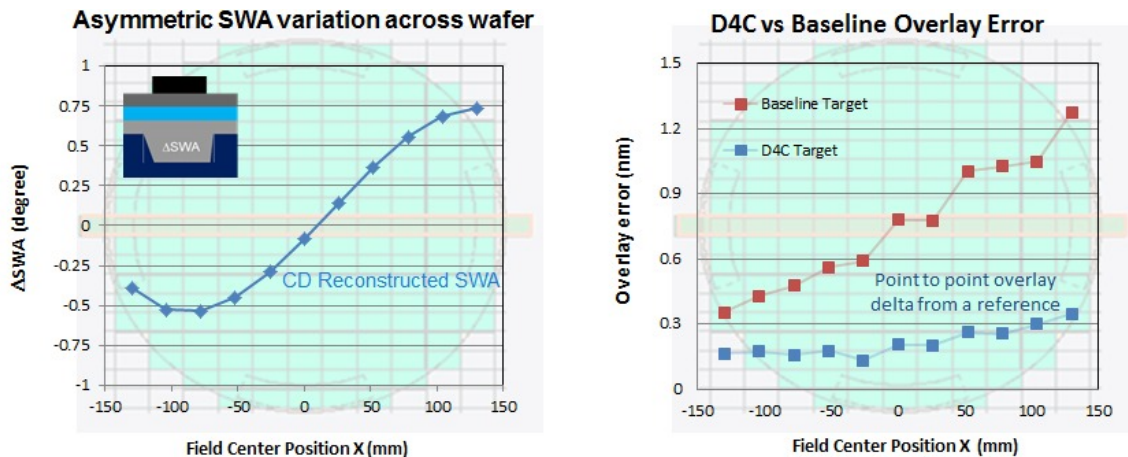 Asymmetric SWA variation across wafer
ΔSWA (degree)
1
0.75
0.5
0.25
0
-0.25
-0.5
-0.75
-1
ΔSWA
CD Reconstructed SWA
-150 -100 -50 0 50 100 150
Field Center Position X (mm)
D4C vs Baseline Overlay Error
Overlay error (nm)
1.5
1.2
0.9
0.6
0.3
0
Baseline Target
D4C Target
Point to point overlay
delta from a reference
-150 -100 -50 0 50 100 150
Field Center Position X (mm)